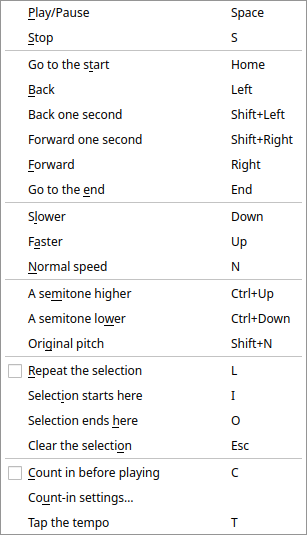 Play/Pause Space
Stop S
Go to the start Home
Back Left
Back one second Shift+Left
Forward one second Shift+Right
Forward Right
Go to the end End
Slower Down
Faster Up
Normal speed N
A semitone higher Ctrl+Up
A semitone lower Ctrl+Down
Original pitch Shift+N
Repeat the selection L
Selection starts here I
Selection ends here O
Clear the selection Esc
Count in before playing C
Count-in settings...
Tap the tempo T